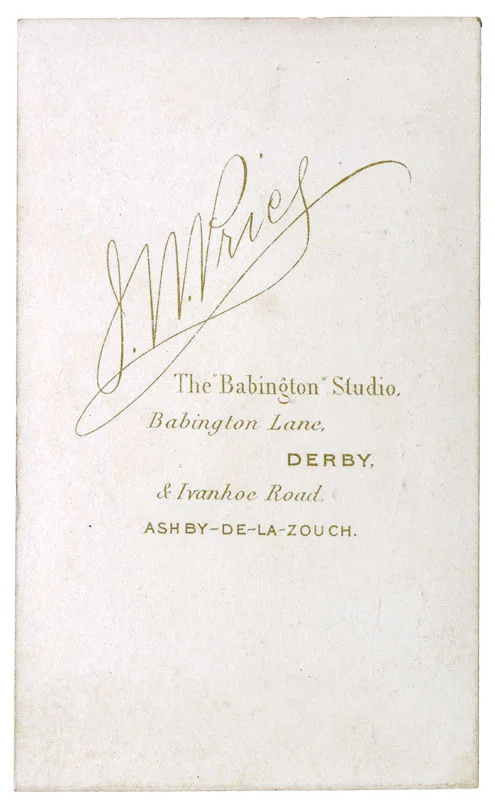 J. W. Price
The "Babington" Studio,
Babington Lane,
DERBY,
& Ivanhoe Road.
ASHBY-DE-LA-ZOUCH.